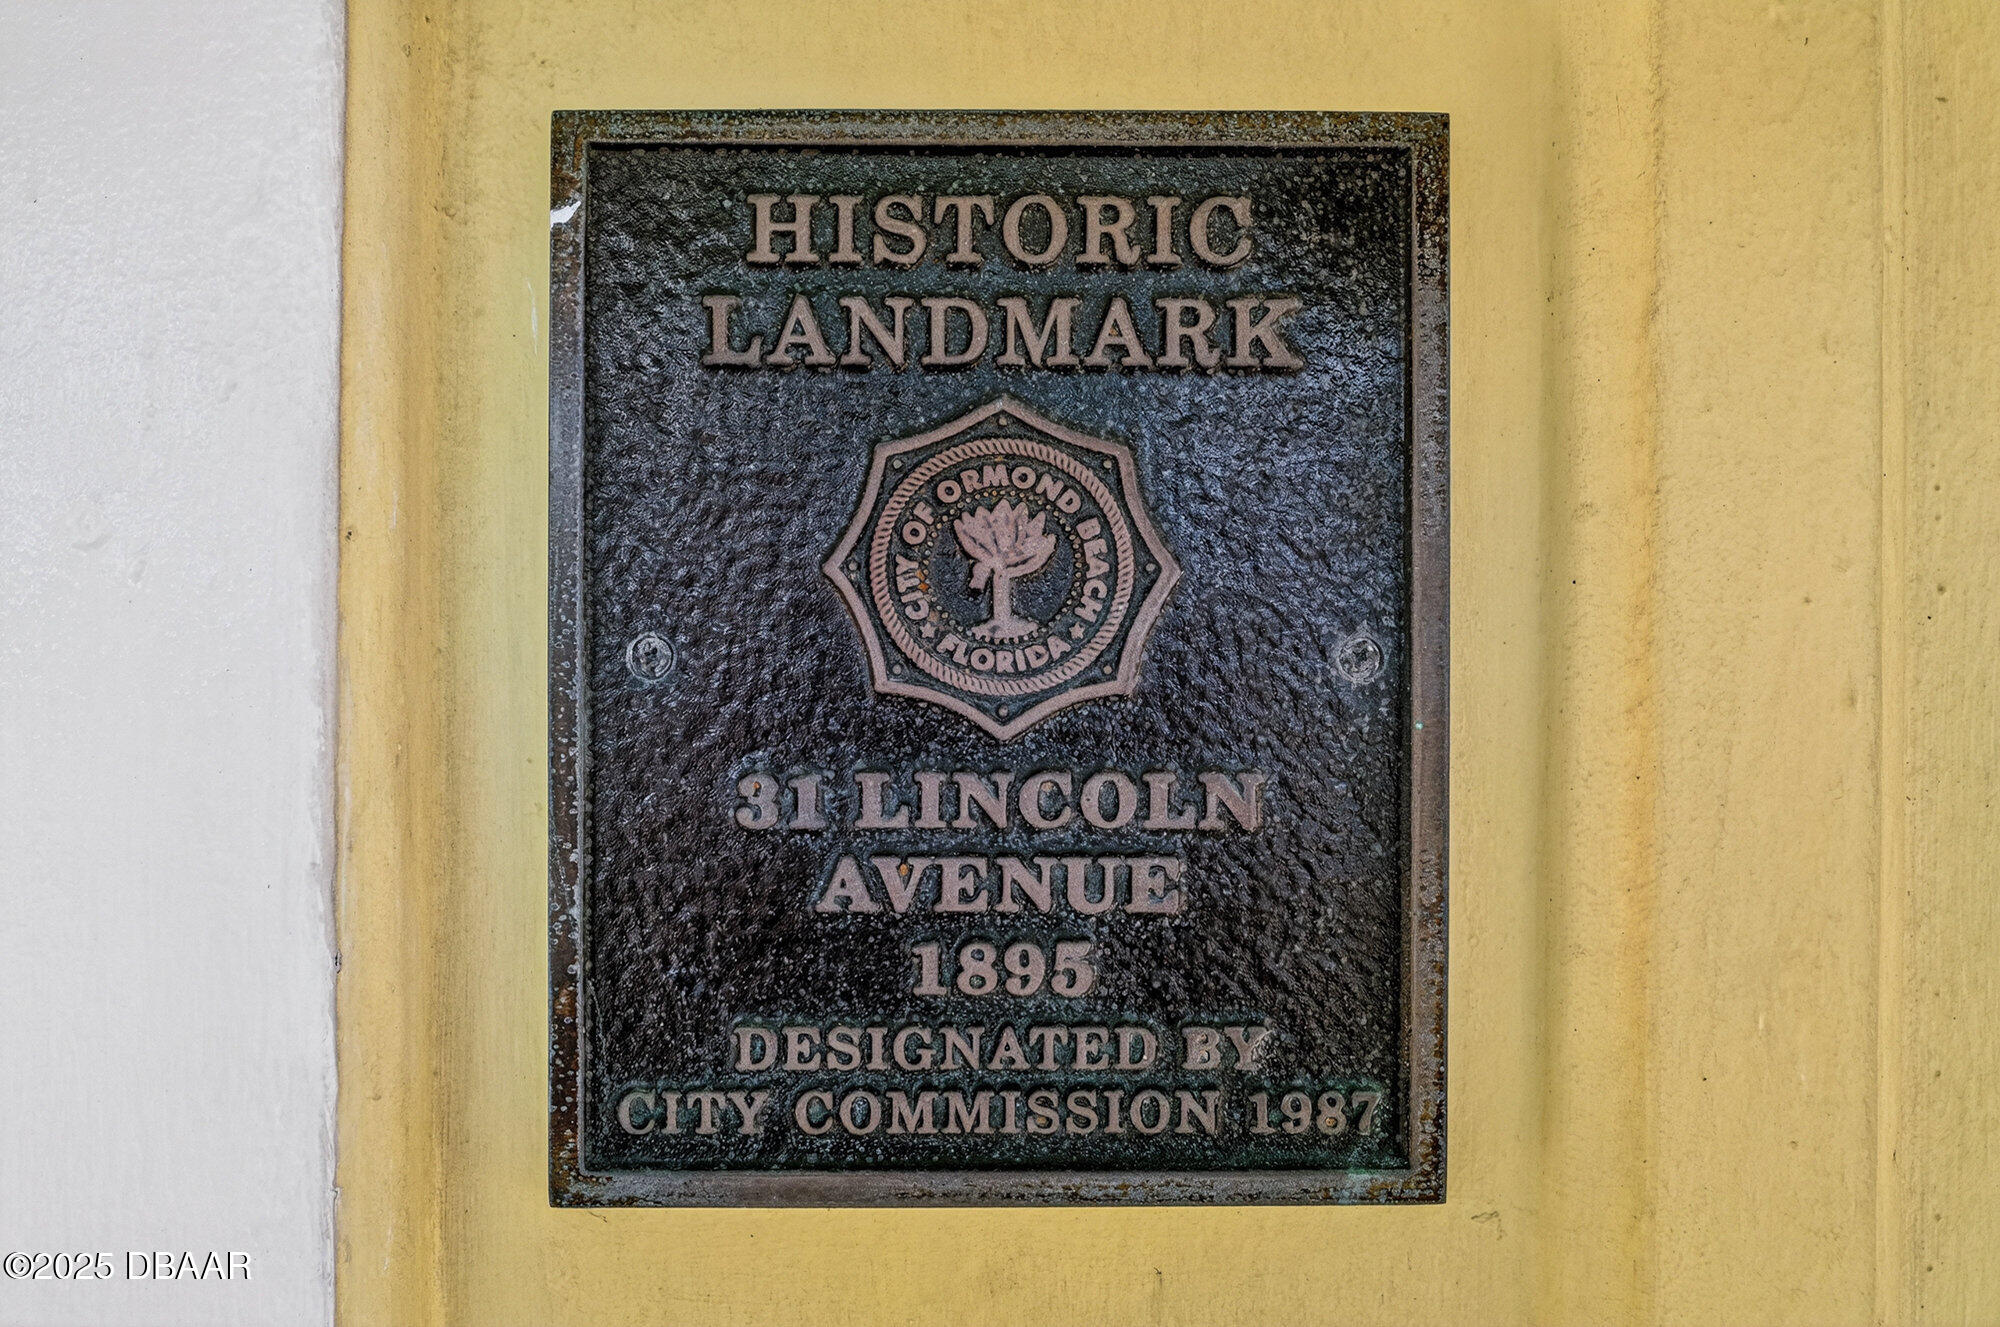 HISTORIC
LANDMARK
CITY OF ORMOND BEACH
★ FLORIDA ★
31 LINCOLN
AVENUE
1895
DESIGNATED BY
CITY COMMISSION 1987
©2025 DBAAR